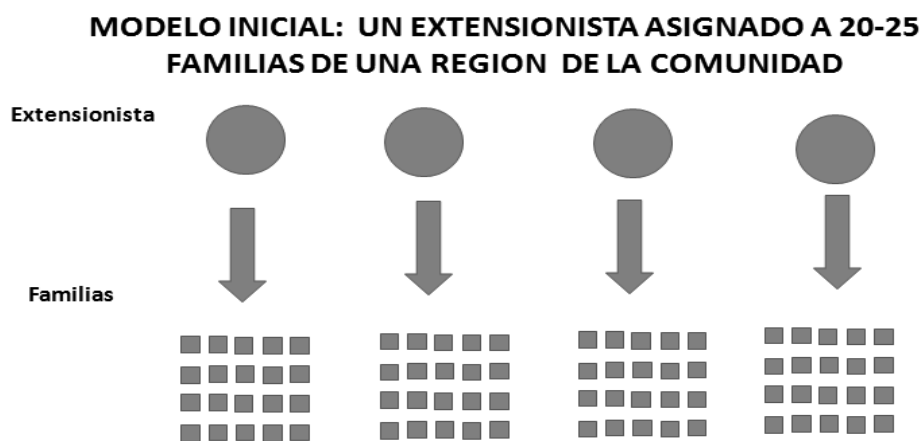 MODELO INICIAL: UN EXTENSIONISTA ASIGNADO A 20-25
FAMILIAS DE UNA REGION DE LA COMUNIDAD
Extensionista
Familias